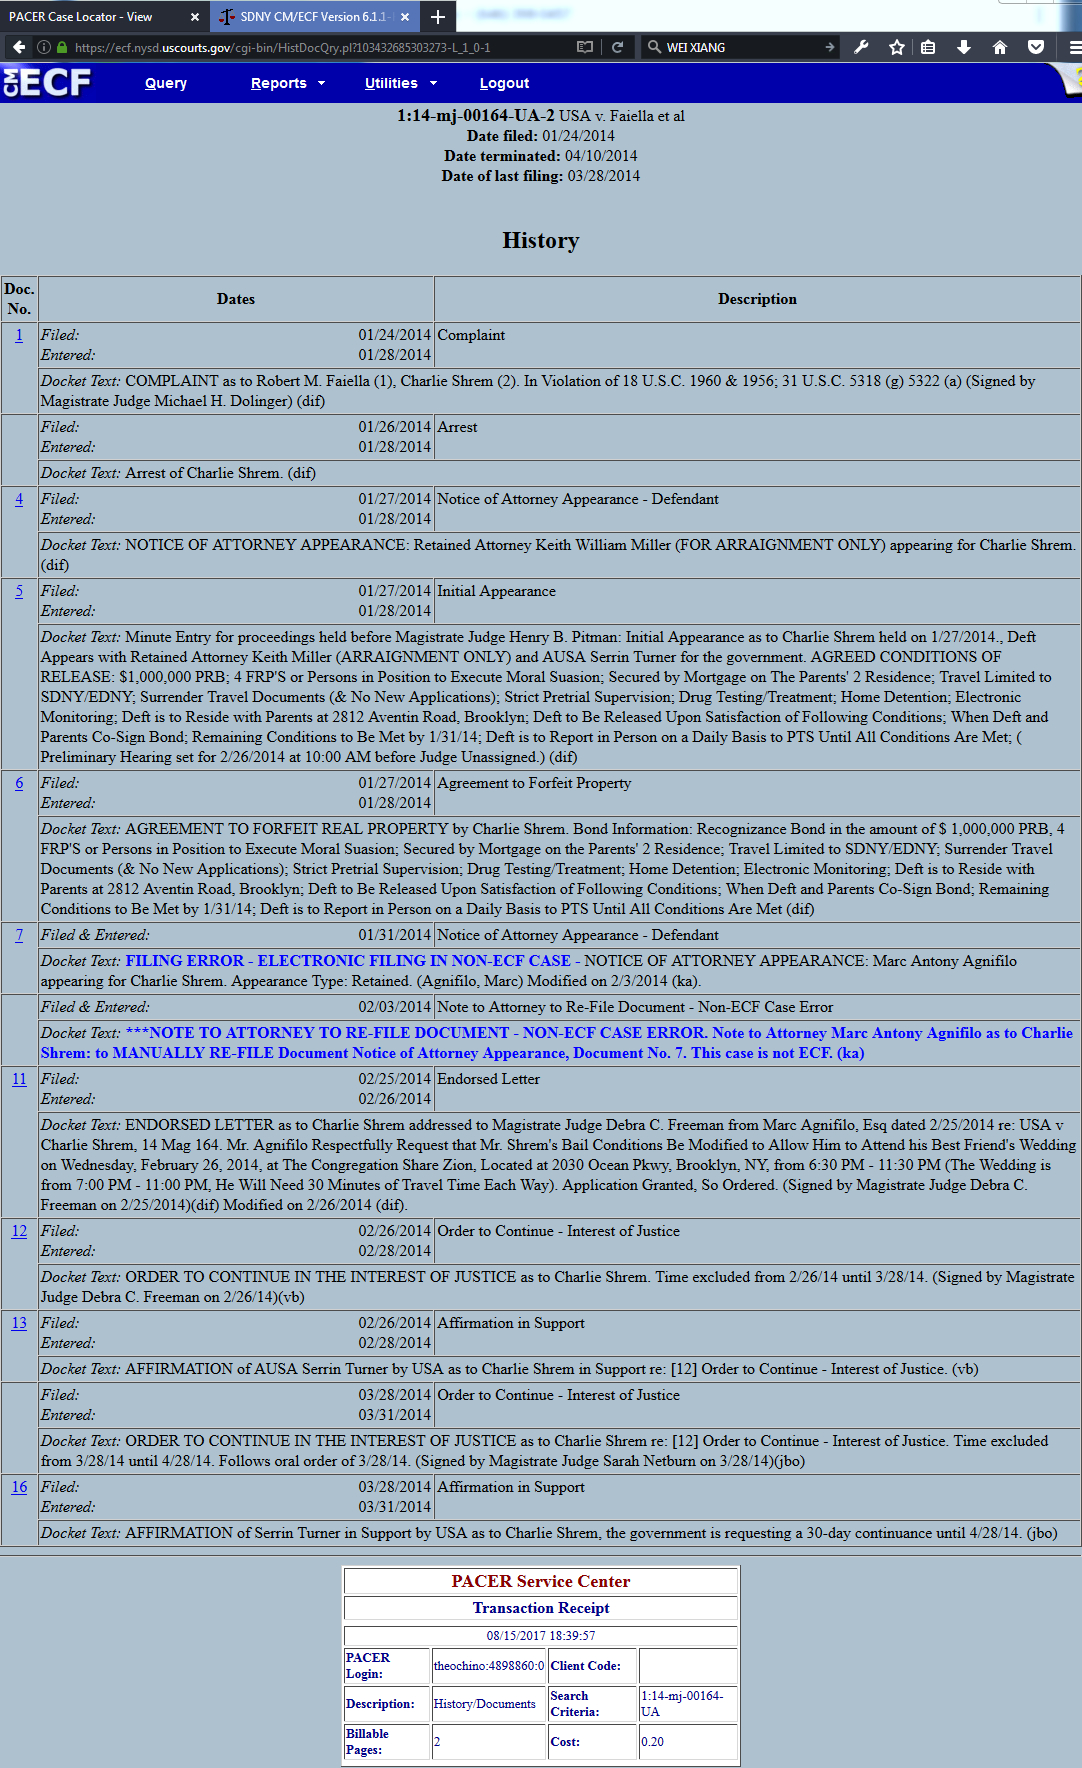 PACER Case Locator - View
SDNY CM/ECF Version 6.1.1-
https://ecf.nysd.uscourts.gov/cgi-bin/HistDocQry.pl?103432685303273-L_1_0-1
WEI XIANG
CM ECF
Query Reports Utilities Logout
1:14-mj-00164-UA-2 USA v. Faiella et al
Date filed: 01/24/2014
Date terminated: 04/10/2014
Date of last filing: 03/28/2014
History
Doc. No. Dates Description
1 Filed: 01/24/2014 Complaint
Entered: 01/28/2014
Docket Text: COMPLAINT as to Robert M. Faiella (1), Charlie Shrem (2). In Violation of 18 U.S.C. 1960 & 1956; 31 U.S.C. 5318 (g) 5322 (a) (Signed by
Magistrate Judge Michael H. Dolinger) (dif)
Filed: 01/26/2014 Arrest
Entered: 01/28/2014
Docket Text: Arrest of Charlie Shrem. (dif)
4 Filed: 01/27/2014 Notice of Attorney Appearance - Defendant
Entered: 01/28/2014
Docket Text: NOTICE OF ATTORNEY APPEARANCE: Retained Attorney Keith William Miller (FOR ARRAIGNMENT ONLY) appearing for Charlie Shrem.
(dif)
5 Filed: 01/27/2014 Initial Appearance
Entered: 01/28/2014
Docket Text: Minute Entry for proceedings held before Magistrate Judge Henry B. Pitman: Initial Appearance as to Charlie Shrem held on 1/27/2014., Deft
Appears with Retained Attorney Keith Miller (ARRAIGNMENT ONLY) and AUSA Serrin Turner for the government. AGREED CONDITIONS OF
RELEASE: $1,000,000 PRB; 4 FRP'S or Persons in Position to Execute Moral Suasion; Secured by Mortgage on The Parents' 2 Residence; Travel Limited to
SDNY/EDNY; Surrender Travel Documents (& No New Applications); Strict Pretrial Supervision; Drug Testing/Treatment; Home Detention; Electronic
Monitoring; Deft is to Reside with Parents at 2812 Aventin Road, Brooklyn; Deft to Be Released Upon Satisfaction of Following Conditions; When Deft and
Parents Co-Sign Bond; Remaining Conditions to Be Met by 1/31/14; Deft is to Report in Person on a Daily Basis to PTS Until All Conditions Are Met; (
Preliminary Hearing set for 2/26/2014 at 10:00 AM before Judge Unassigned.) (dif)
6 Filed: 01/27/2014 Agreement to Forfeit Property
Entered: 01/28/2014
Docket Text: AGREEMENT TO FORFEIT REAL PROPERTY by Charlie Shrem. Bond Information: Recognizance Bond in the amount of $ 1,000,000 PRB, 4
FRP'S or Persons in Position to Execute Moral Suasion; Secured by Mortgage on the Parents' 2 Residence; Travel Limited to SDNY/EDNY; Surrender Travel
Documents (& No New Applications); Strict Pretrial Supervision; Drug Testing/Treatment; Home Detention; Electronic Monitoring; Deft is to Reside with
Parents at 2812 Aventin Road, Brooklyn; Deft to Be Released Upon Satisfaction of Following Conditions; When Deft and Parents Co-Sign Bond; Remaining
Conditions to Be Met by 1/31/14; Deft is to Report in Person on a Daily Basis to PTS Until All Conditions Are Met (dif)
7 Filed & Entered: 01/31/2014 Notice of Attorney Appearance - Defendant
Docket Text: FILING ERROR - ELECTRONIC FILING IN NON-ECF CASE - NOTICE OF ATTORNEY APPEARANCE: Marc Antony Agnifilo
appearing for Charlie Shrem. Appearance Type: Retained. (Agnifilo, Marc) Modified on 2/3/2014 (ka).
Filed & Entered: 02/03/2014 Note to Attorney to Re-File Document - Non-ECF Case Error
Docket Text: ***NOTE TO ATTORNEY TO RE-FILE DOCUMENT - NON-ECF CASE ERROR. Note to Attorney Marc Antony Agnifilo as to Charlie
Shrem: to MANUALLY RE-FILE Document Notice of Attorney Appearance, Document No. 7. This case is not ECF. (ka)
11 Filed: 02/25/2014 Endorsed Letter
Entered: 02/26/2014
Docket Text: ENDORSED LETTER as to Charlie Shrem addressed to Magistrate Judge Debra C. Freeman from Marc Agnifilo, Esq dated 2/25/2014 re: USA v
Charlie Shrem, 14 Mag 164. Mr. Agnifilo Respectfully Request that Mr. Shrem's Bail Conditions Be Modified to Allow Him to Attend his Best Friend's Wedding
on Wednesday, February 26, 2014, at The Congregation Share Zion, Located at 2030 Ocean Pkwy, Brooklyn, NY, from 6:30 PM - 11:30 PM (The Wedding is
from 7:00 PM - 11:00 PM, He Will Need 30 Minutes of Travel Time Each Way). Application Granted, So Ordered. (Signed by Magistrate Judge Debra C.
Freeman on 2/25/2014)(dif) Modified on 2/26/2014 (dif).
12 Filed: 02/26/2014 Order to Continue - Interest of Justice
Entered: 02/28/2014
Docket Text: ORDER TO CONTINUE IN THE INTEREST OF JUSTICE as to Charlie Shrem. Time excluded from 2/26/14 until 3/28/14. (Signed by Magistrate
Judge Debra C. Freeman on 2/26/14)(vb)
13 Filed: 02/26/2014 Affirmation in Support
Entered: 02/28/2014
Docket Text: AFFIRMATION of AUSA Serrin Turner by USA as to Charlie Shrem in Support re: [12] Order to Continue - Interest of Justice. (vb)
Filed: 03/28/2014 Order to Continue - Interest of Justice
Entered: 03/31/2014
Docket Text: ORDER TO CONTINUE IN THE INTEREST OF JUSTICE as to Charlie Shrem re: [12] Order to Continue - Interest of Justice. Time excluded
from 3/28/14 until 4/28/14. Follows oral order of 3/28/14. (Signed by Magistrate Judge Sarah Netburn on 3/28/14)(jbo)
16 Filed: 03/28/2014 Affirmation in Support
Entered: 03/31/2014
Docket Text: AFFIRMATION of Serrin Turner in Support by USA as to Charlie Shrem, the government is requesting a 30-day continuance until 4/28/14. (jbo)
PACER Service Center
Transaction Receipt
08/15/2017 18:39:57
PACER Login: theochino:4898860:0 Client Code:
Description: History/Documents Search Criteria: 1:14-mj-00164-UA
Billable Pages: 2 Cost: 0.20